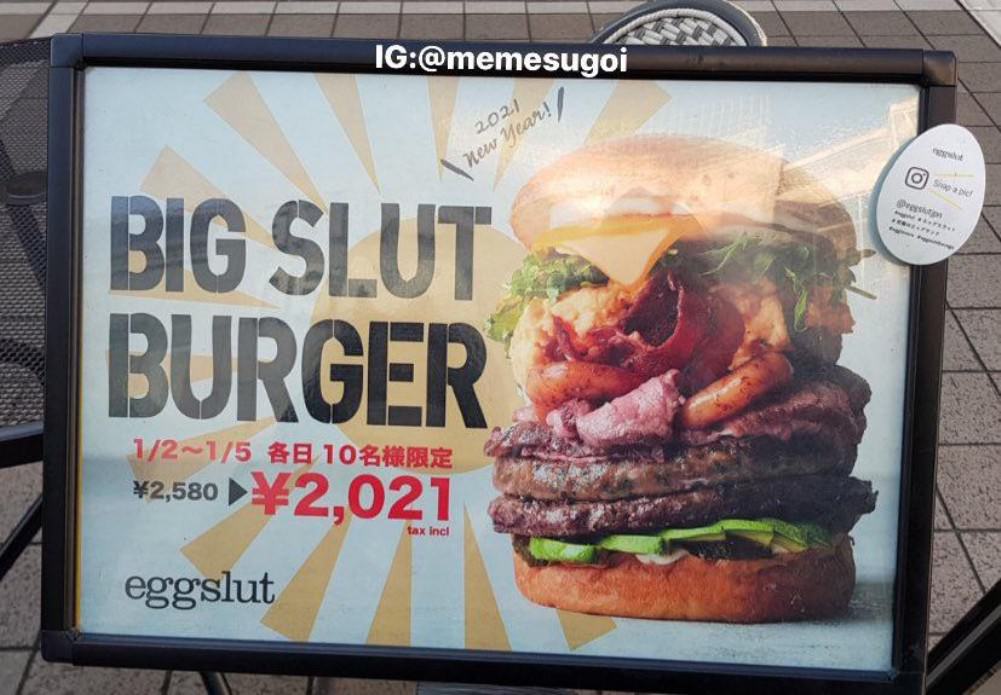 IG:@memesugoi
2021
New Year!
BIG SLUT
BURGER
1/2～1/5 各日 10名様限定
¥2,580 ▶ ¥2,021
tax incl
eggslut
eggslut
Snap a pic!
@eggslutjpn